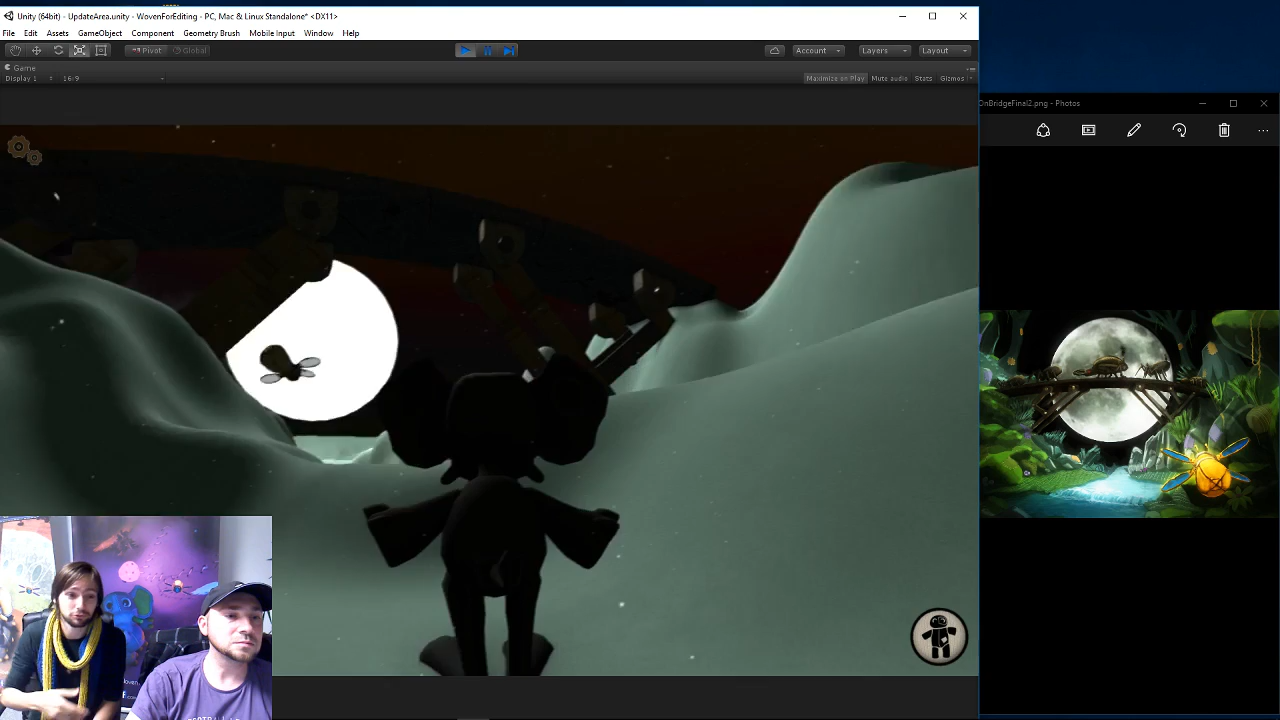 Unity (64bit) - UpdateArea.unity - WovenForEditing - PC, Mac & Linux Standalone* <DX11>
File Edit Assets GameObject Component Geometry Brush Mobile Input Window Help
Pivot Global Account Layers Layout
Game
Display 1 16:9 Maximize on Play Mute audio Stats Gizmos
OnBridgeFinal2.png - Photos